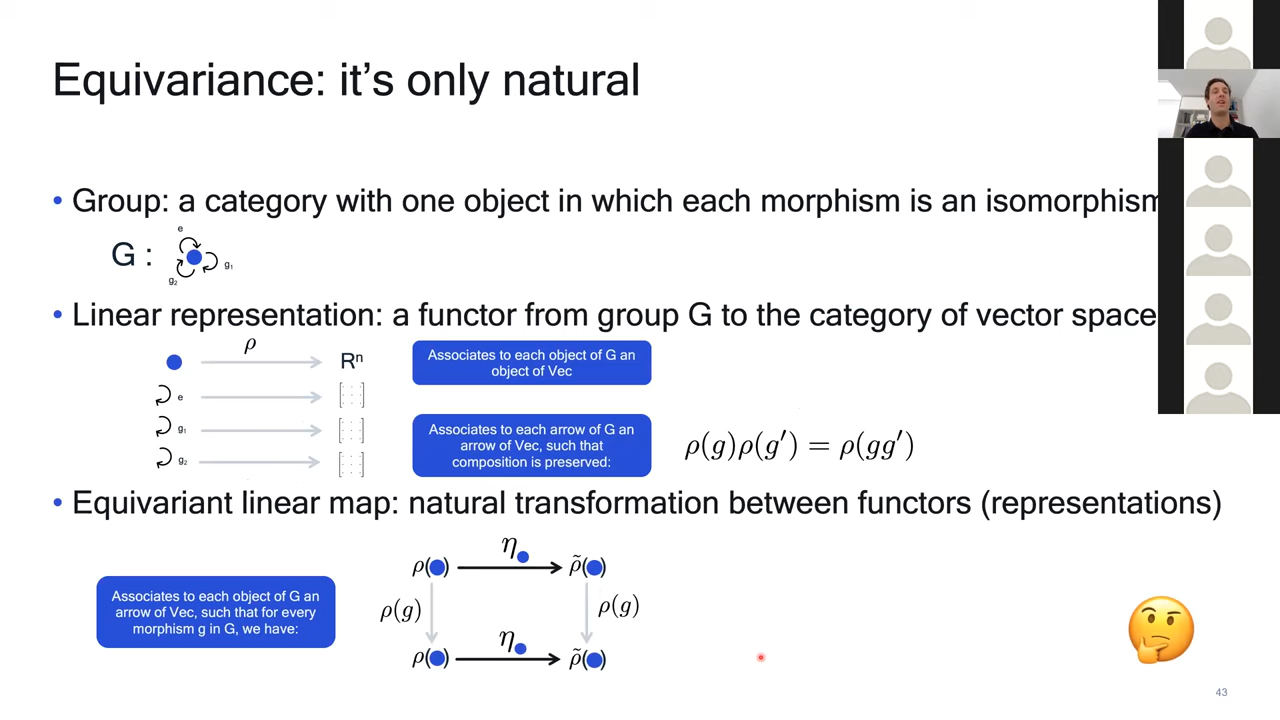 Equivariance: it's only natural
• Group: a category with one object in which each morphism is an isomorphism
G :
e
g₁
g₂
• Linear representation: a functor from group G to the category of vector space
ρ
Rⁿ
e
g₁
g₂
Associates to each object of G an
object of Vec
Associates to each arrow of G an
arrow of Vec, such that
composition is preserved:
ρ(g)ρ(g′) = ρ(gg′)
• Equivariant linear map: natural transformation between functors (representations)
Associates to each object of G an
arrow of Vec, such that for every
morphism g in G, we have:
ρ(●) η● ρ̃(●)
ρ(g) ρ(g)
ρ(●) η● ρ̃(●)
43